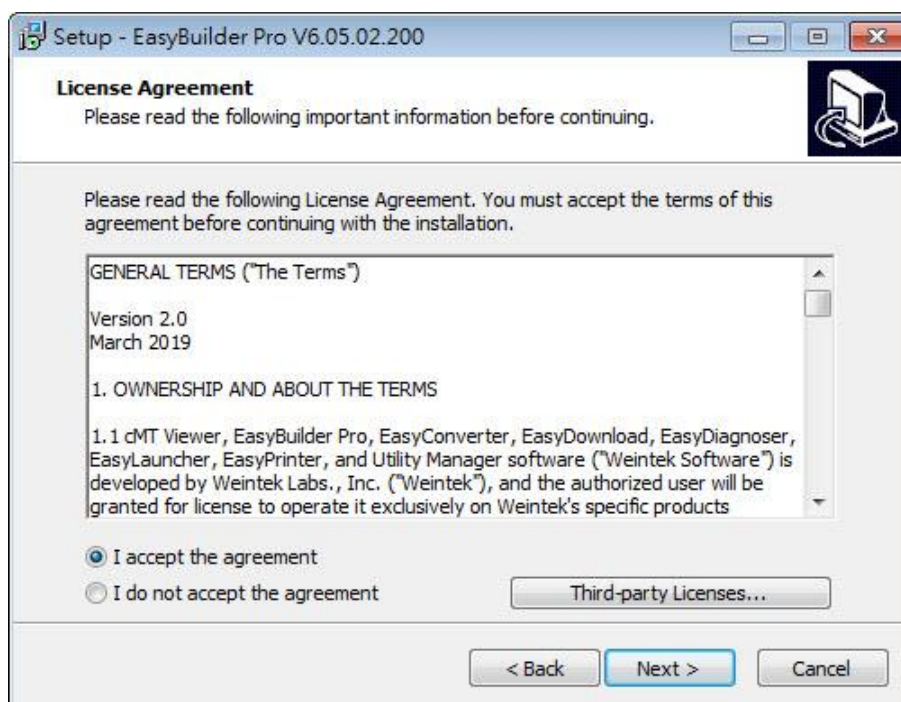 Setup - EasyBuilder Pro V6.05.02.200
License Agreement
Please read the following important information before continuing.
Please read the following License Agreement. You must accept the terms of this
agreement before continuing with the installation.
GENERAL TERMS ("The Terms")
Version 2.0
March 2019
1. OWNERSHIP AND ABOUT THE TERMS
1.1 cMT Viewer, EasyBuilder Pro, EasyConverter, EasyDownload, EasyDiagnoser,
EasyLauncher, EasyPrinter, and Utility Manager software ("Weintek Software") is
developed by Weintek Labs., Inc. ("Weintek"), and the authorized user will be
granted for license to operate it exclusively on Weintek's specific products
I accept the agreement
I do not accept the agreement
Third-party Licenses...
< Back
Next >
Cancel